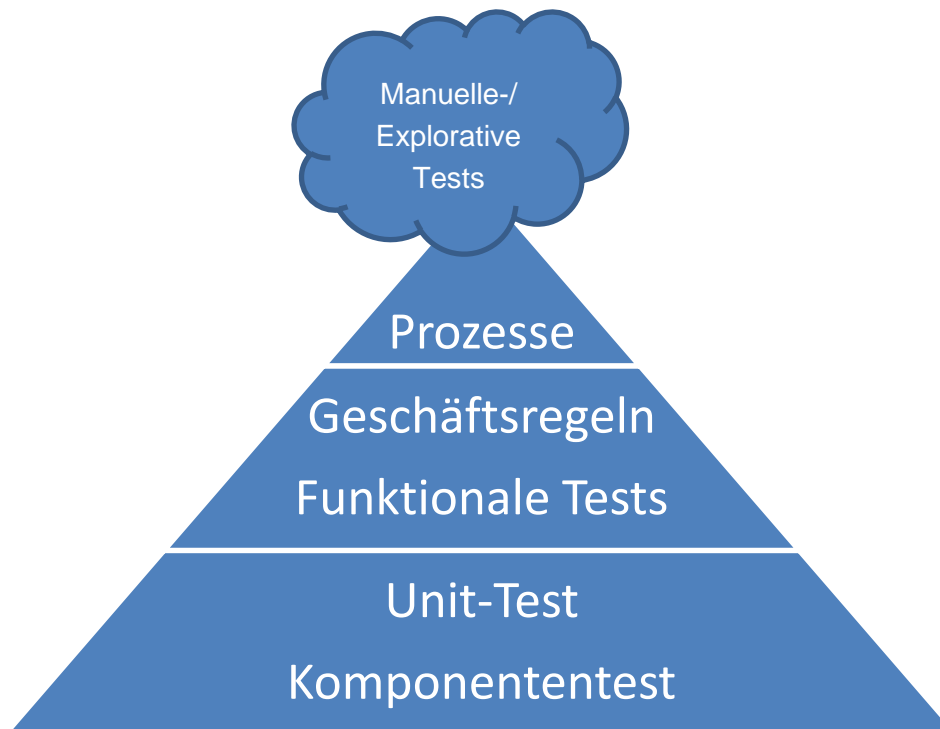 Manuelle-/
Explorative
Tests
Prozesse
Geschäftsregeln
Funktionale Tests
Unit-Test
Komponententest